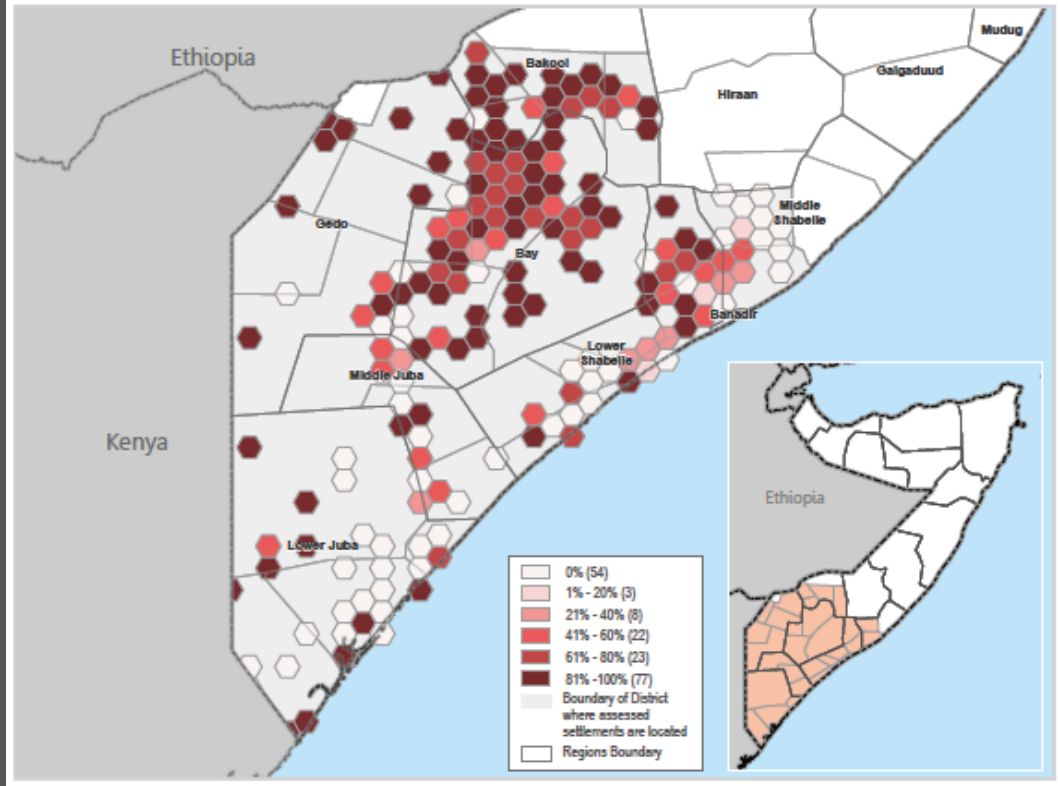 Mudug
Ethiopia
Bakool
Galgaduud
Hiraan
Middle
Shabelle
Gedo
Bay
Banadir
Lower
Shabelle
Middle Juba
Kenya
Ethiopia
Lower Juba
0% (54)
1% - 20% (3)
21% - 40% (8)
41% - 60% (22)
61% - 80% (23)
81% -100% (77)
Boundary of District
where assessed
settlements are located
Regions Boundary